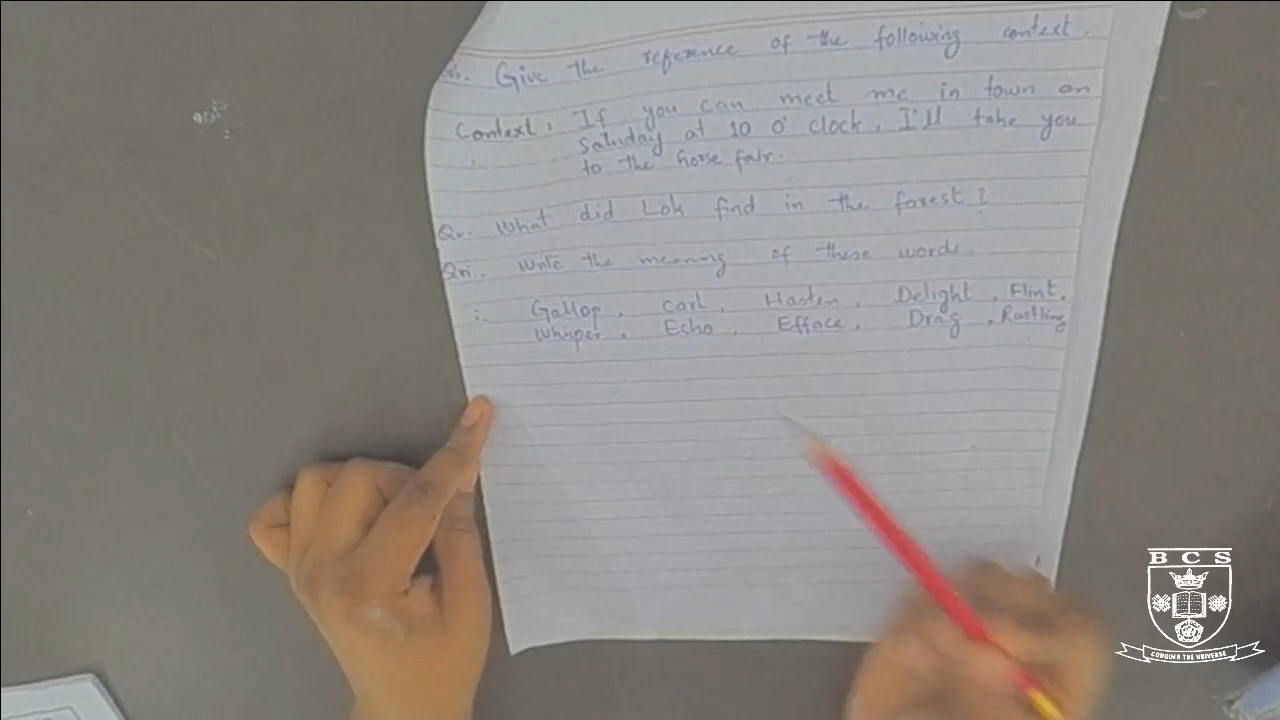 Give the reference of the following context.
Context: If you can meet me in town on
Saturday at 10 O' clock, I'll take you
to the horse fair.
Qv. What did Lok find in the forest?
Qvi. Write the meaning of these words.
i. Gallop, Cart, Hasten, Delight, Flint,
Whisper, Echo, Efface, Drag, Rustling
BCS
CONQUER THE UNIVERSE